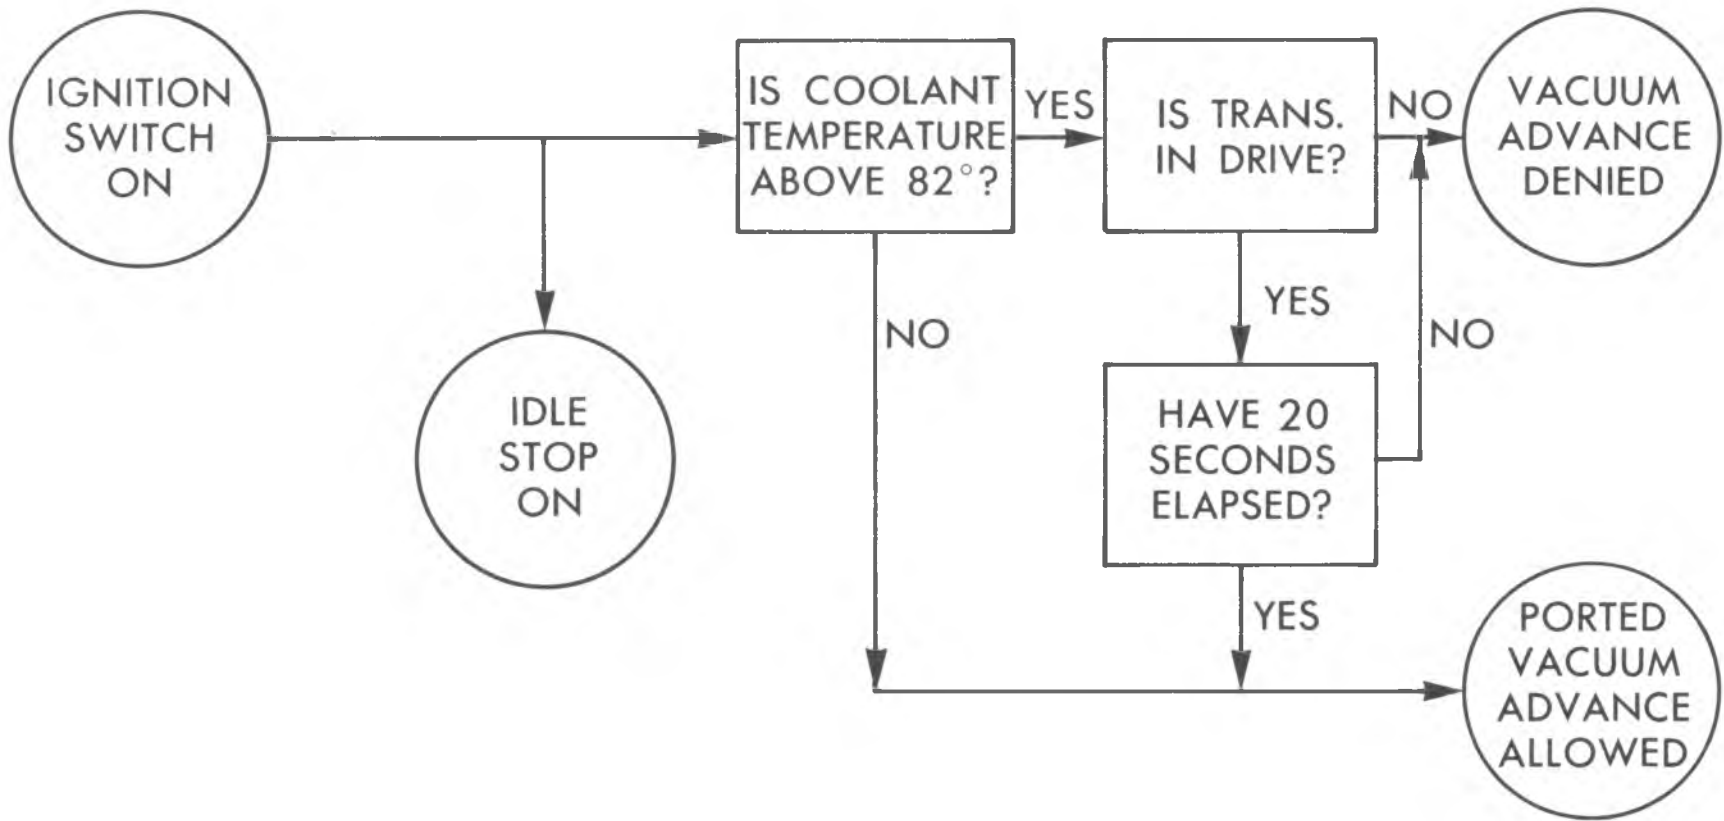 IGNITION
SWITCH
ON
IDLE
STOP
ON
IS COOLANT
TEMPERATURE
ABOVE 82°?
YES
NO
IS TRANS.
IN DRIVE?
NO
YES
HAVE 20
SECONDS
ELAPSED?
NO
YES
VACUUM
ADVANCE
DENIED
PORTED
VACUUM
ADVANCE
ALLOWED